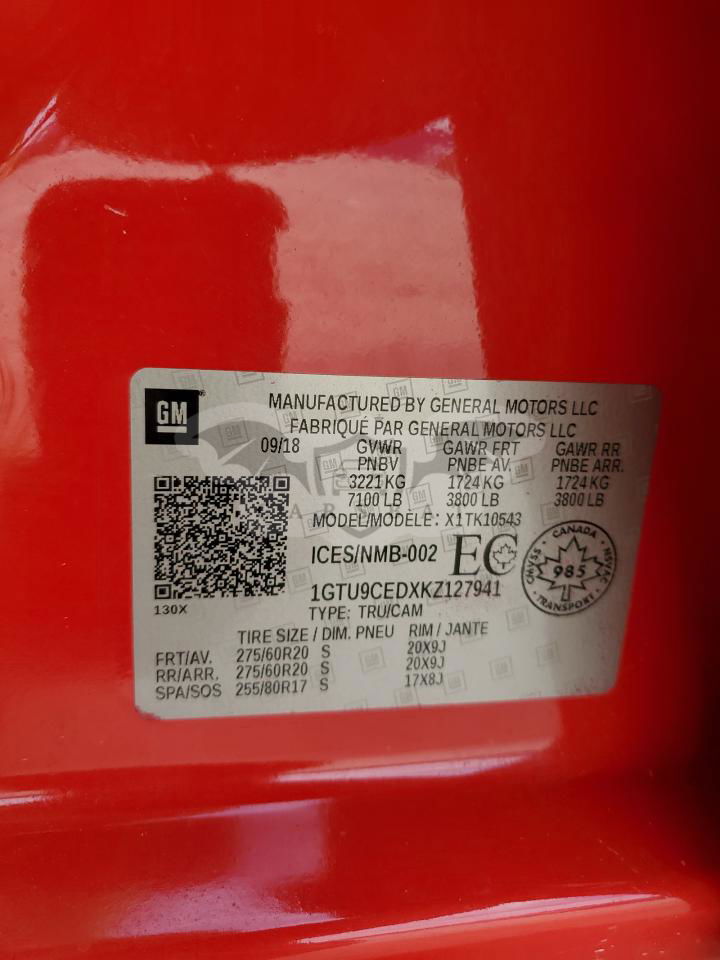 GM
MANUFACTURED BY GENERAL MOTORS LLC
FABRIQUÉ PAR GENERAL MOTORS LLC
09/18 GVWR GAWR FRT GAWR RR
PNBV PNBE AV. PNBE ARR.
3221 KG 1724 KG 1724 KG
7100 LB 3800 LB 3800 LB
MODEL/MODELE: X1TK10543
ICES/NMB-002 EC
CANADA CMVSS 985 NSVAC TRANSPORT
1GTU9CEDXKZ127941
130X TYPE: TRU/CAM
TIRE SIZE / DIM. PNEU RIM / JANTE
FRT/AV. 275/60R20 S 20X9J
RR/ARR. 275/60R20 S 20X9J
SPA/SOS 255/80R17 S 17X8J